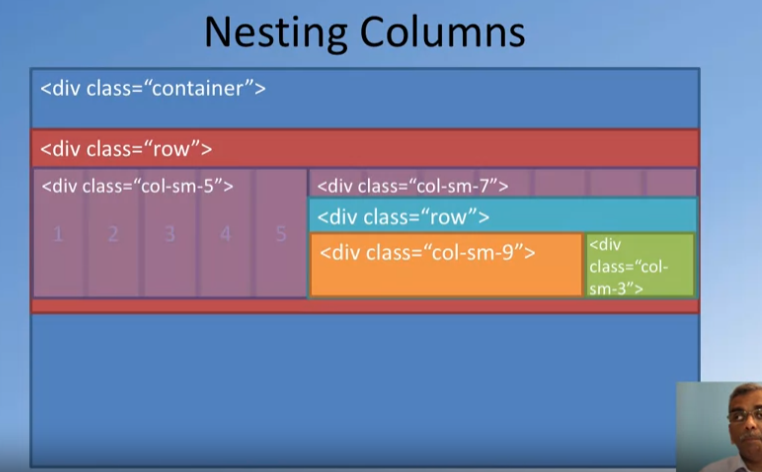 Nesting Columns
<div class=“container”>
<div class=“row”>
<div class=“col-sm-5”>
1 2 3 4 5
<div class=“col-sm-7”>
<div class=“row”>
<div class=“col-sm-9”>
<div
class=“col-
sm-3”>